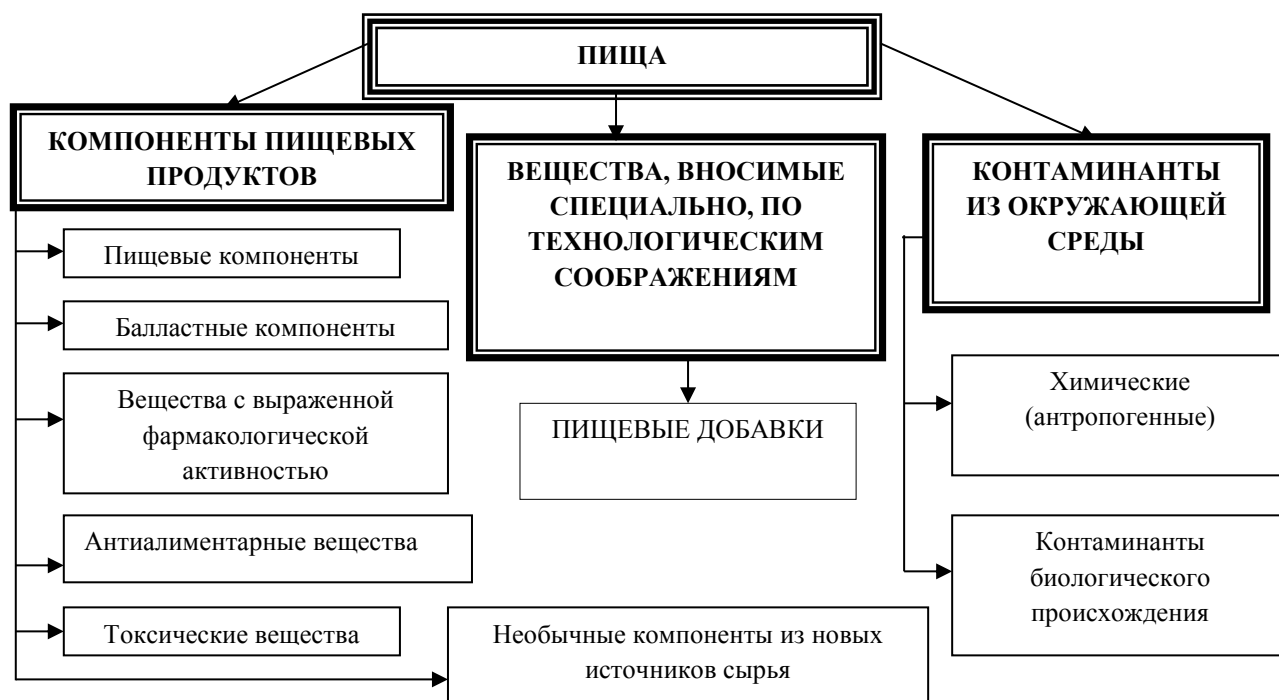 ПИЩА
КОМПОНЕНТЫ ПИЩЕВЫХ
ПРОДУКТОВ
Пищевые компоненты
Балластные компоненты
Вещества с выраженной
фармакологической
активностью
Антиалиментарные вещества
Токсические вещества
Необычные компоненты из новых
источников сырья
ВЕЩЕСТВА, ВНОСИМЫЕ
СПЕЦИАЛЬНО, ПО
ТЕХНОЛОГИЧЕСКИМ
СООБРАЖЕНИЯМ
ПИЩЕВЫЕ ДОБАВКИ
КОНТАМИНАНТЫ
ИЗ ОКРУЖАЮЩЕЙ
СРЕДЫ
Химические
(антропогенные)
Контаминанты
биологического
происхождения